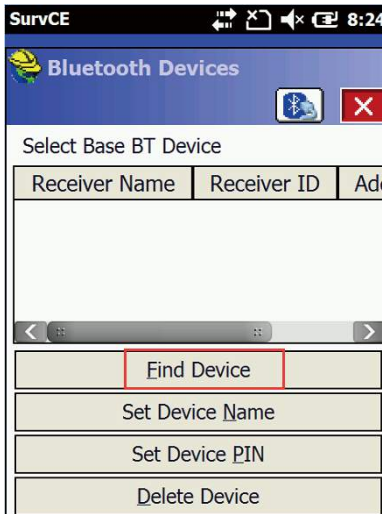 SurvCE 8:24
Bluetooth Devices
Select Base BT Device
Receiver Name Receiver ID Ad
Find Device
Set Device Name
Set Device PIN
Delete Device